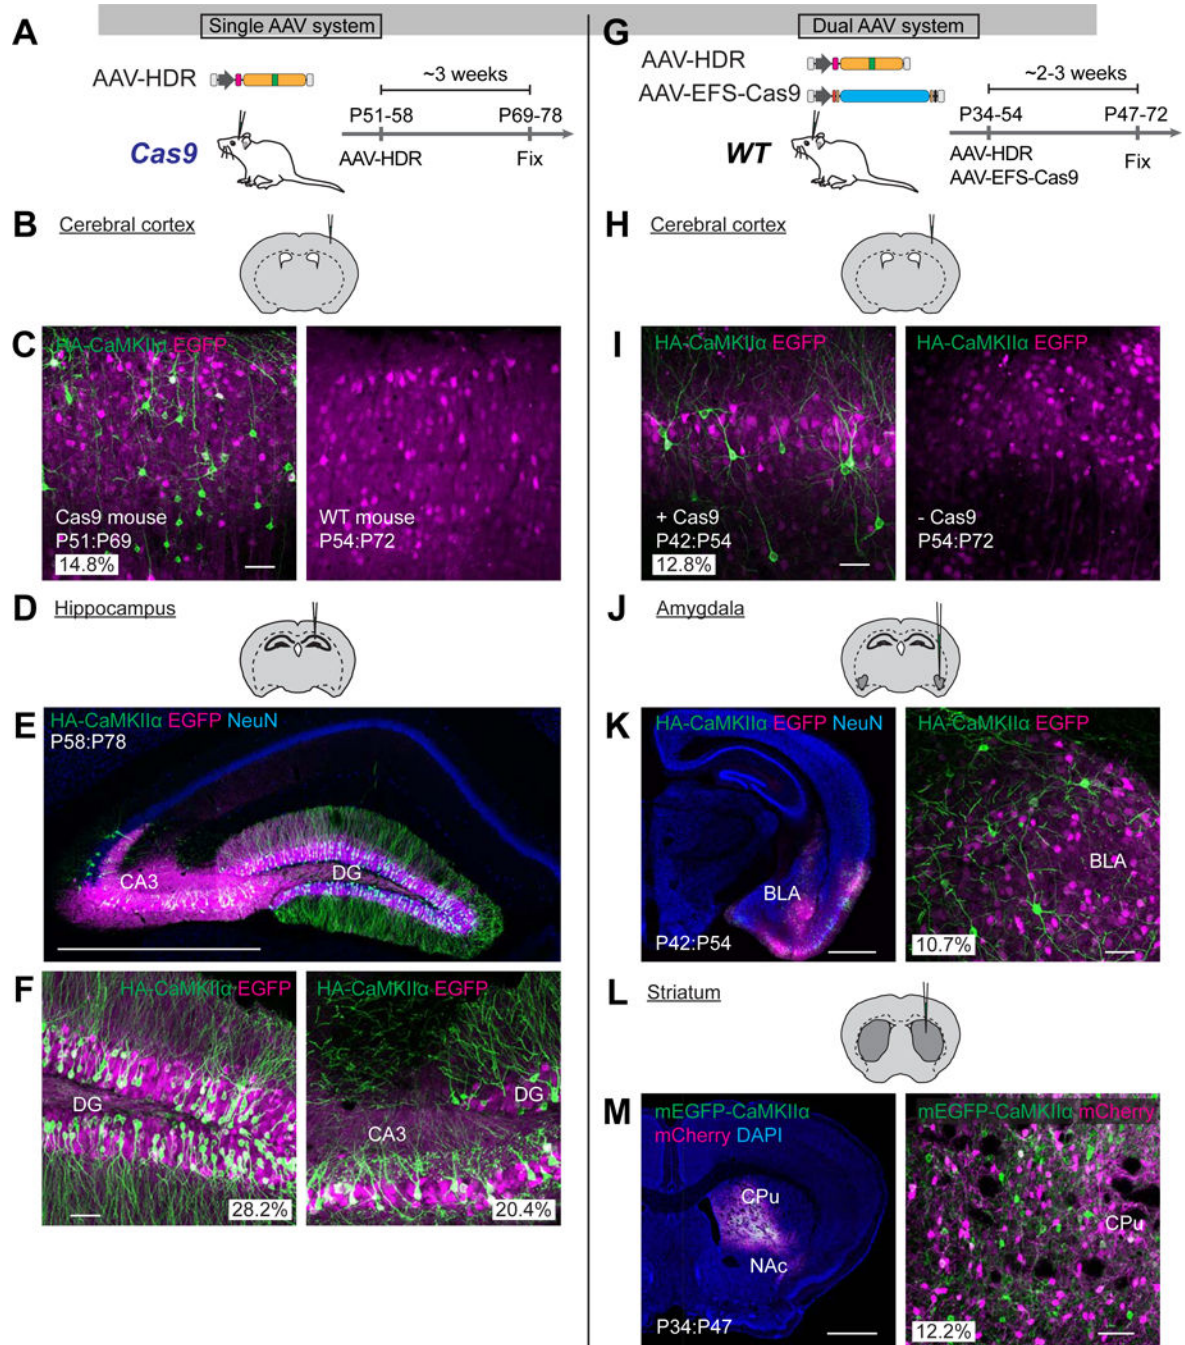 Single AAV system
Dual AAV system
A
AAV-HDR
~3 weeks
P51-58
P69-78
Cas9
AAV-HDR
Fix
B
Cerebral cortex
C
HA-CaMKIIα EGFP
Cas9 mouse
P51:P69
14.8%
WT mouse
P54:P72
D
Hippocampus
E
HA-CaMKIIα EGFP NeuN
P58:P78
CA3
DG
F
HA-CaMKIIα EGFP
DG
28.2%
HA-CaMKIIα EGFP
DG
CA3
20.4%
G
AAV-HDR
AAV-EFS-Cas9
~2-3 weeks
P34-54
P47-72
WT
AAV-HDR
AAV-EFS-Cas9
Fix
H
Cerebral cortex
I
HA-CaMKIIα EGFP
+ Cas9
P42:P54
12.8%
HA-CaMKIIα EGFP
- Cas9
P54:P72
J
Amygdala
K
HA-CaMKIIα EGFP NeuN
BLA
P42:P54
HA-CaMKIIα EGFP
BLA
10.7%
L
Striatum
M
mEGFP-CaMKIIα
mCherry DAPI
CPu
NAc
P34:P47
mEGFP-CaMKIIα mCherry
CPu
12.2%